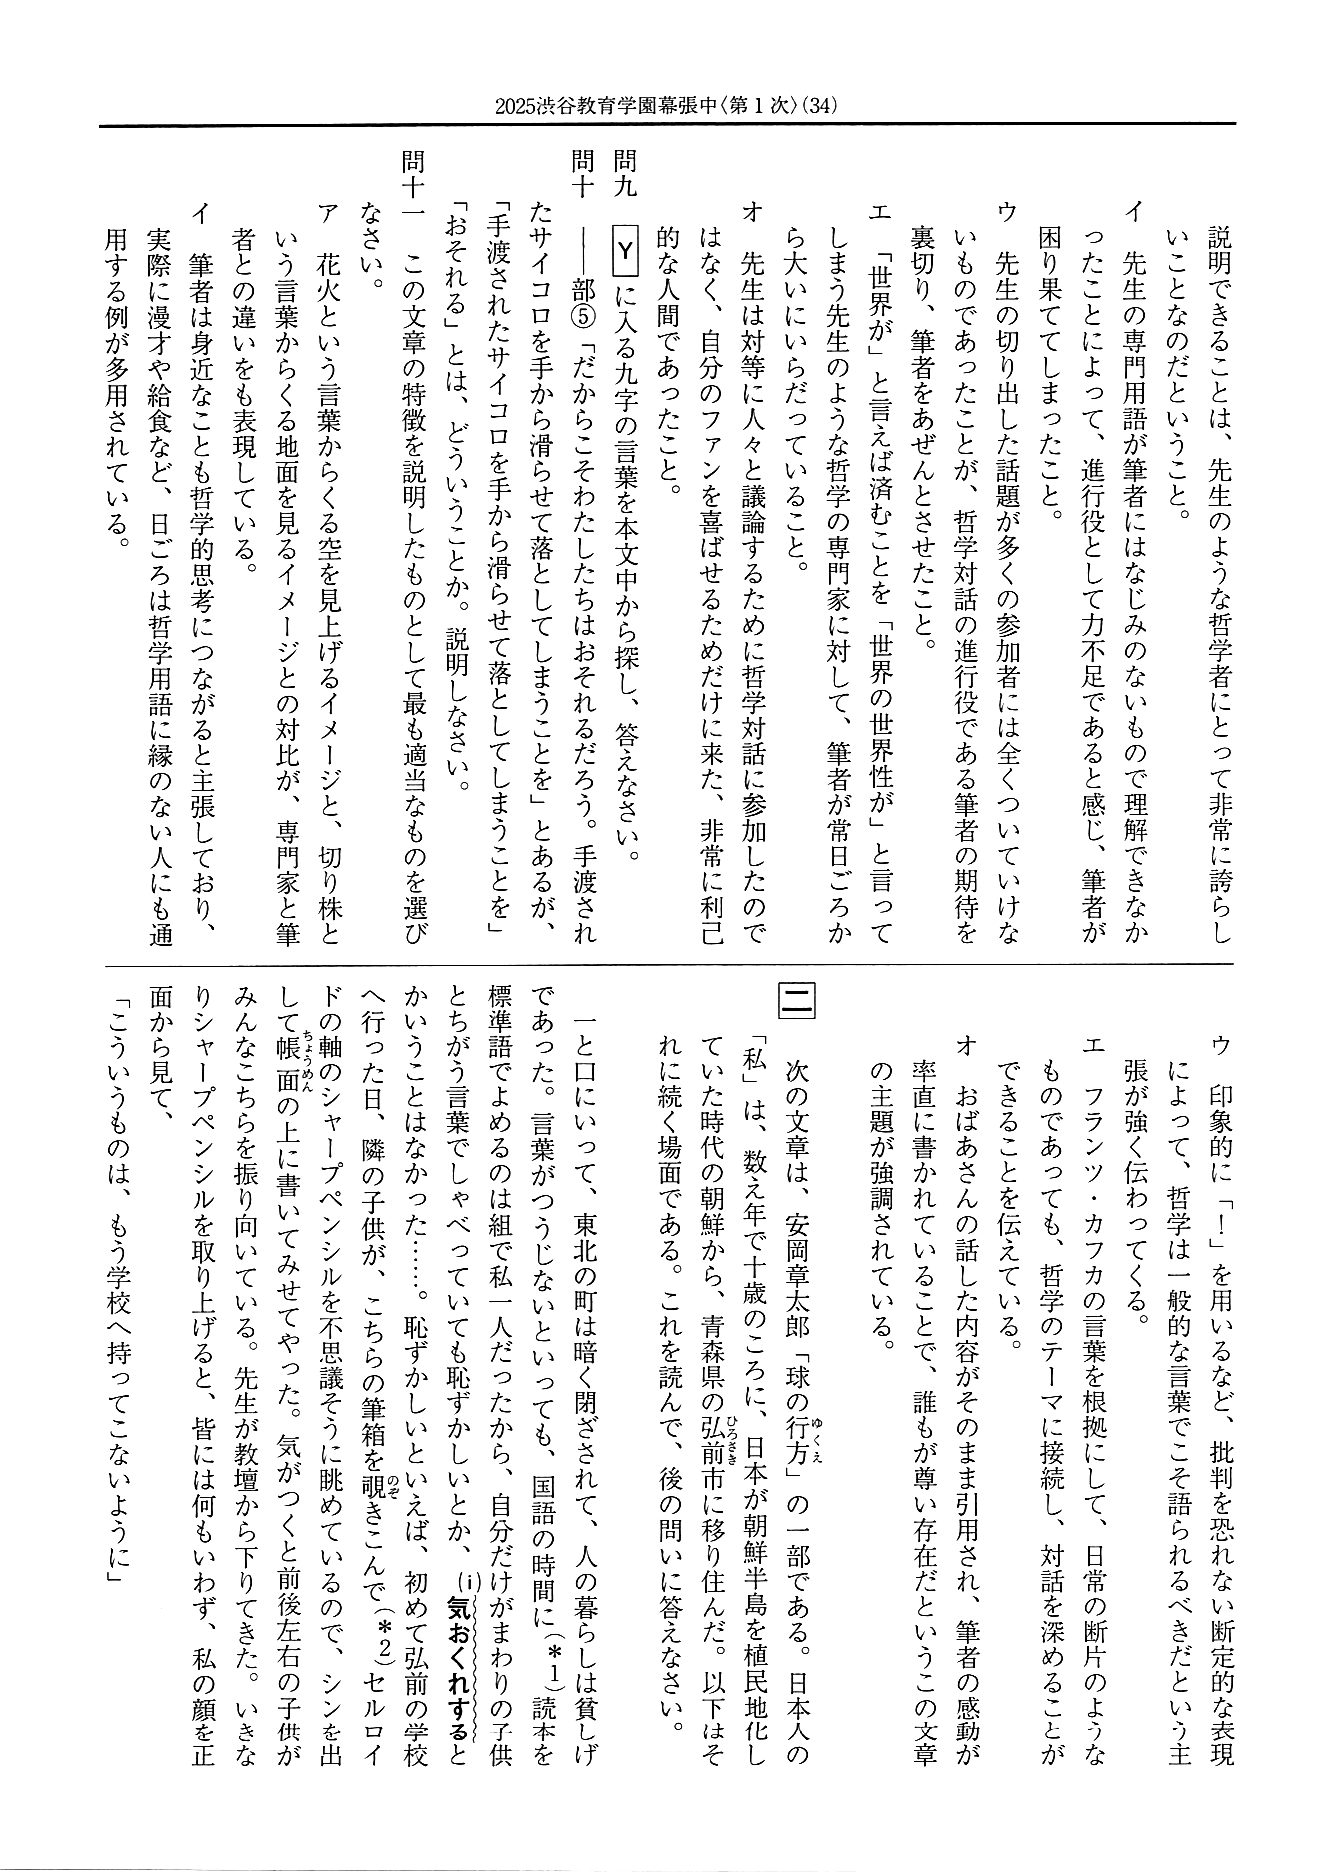 2025渋谷教育学園幕張中〈第1次〉(34)
説明できることは、先生のような哲学者にとって非常に誇らし
いことなのだということ。
イ　先生の専門用語が筆者にはなじみのないもので理解できなか
ったことによって、進行役として力不足であると感じ、筆者が
困り果ててしまったこと。
ウ　先生の切り出した話題が多くの参加者には全くついていけな
いものであったことが、哲学対話の進行役である筆者の期待を
裏切り、筆者をあぜんとさせたこと。
エ　「世界が」と言えば済むことを「世界の世界性が」と言って
しまう先生のような哲学の専門家に対して、筆者が常日ごろか
ら大いにいらだっていること。
オ　先生は対等に人々と議論するために哲学対話に参加したので
はなく、自分のファンを喜ばせるためだけに来た、非常に利己
的な人間であったこと。
問九　Yに入る九字の言葉を本文中から探し、答えなさい。
問十　――部⑤「だからこそわたしたちはおそれるだろう。手渡され
たサイコロを手から滑らせて落としてしまうことを」とあるが、
「手渡されたサイコロを手から滑らせて落としてしまうことを」
「おそれる」とは、どういうことか。説明しなさい。
問十一　この文章の特徴を説明したものとして最も適当なものを選び
なさい。
ア　花火という言葉からくる空を見上げるイメージと、切り株と
いう言葉からくる地面を見るイメージとの対比が、専門家と筆
者との違いをも表現している。
イ　筆者は身近なことも哲学的思考につながると主張しており、
実際に漫才や給食など、日ごろは哲学用語に縁のない人にも通
用する例が多用されている。
ウ　印象的に「！」を用いるなど、批判を恐れない断定的な表現
によって、哲学は一般的な言葉でこそ語られるべきだという主
張が強く伝わってくる。
エ　フランツ・カフカの言葉を根拠にして、日常の断片のような
ものであっても、哲学のテーマに接続し、対話を深めることが
できることを伝えている。
オ　おばあさんの話した内容がそのまま引用され、筆者の感動が
率直に書かれていることで、誰もが尊い存在だというこの文章
の主題が強調されている。
二　次の文章は、安岡章太郎「球の行方ゆくえ」の一部である。日本人の
「私」は、数え年で十歳のころに、日本が朝鮮半島を植民地化し
ていた時代の朝鮮から、青森県の弘前ひろさき市に移り住んだ。以下はそ
れに続く場面である。これを読んで、後の問いに答えなさい。
一と口にいって、東北の町は暗く閉ざされて、人の暮らしは貧しげ
であった。言葉がつうじないといっても、国語の時間に（＊1）読本を
標準語でよめるのは組で私一人だったから、自分だけがまわりの子供
とちがう言葉でしゃべっていても恥ずかしいとか、(i)気おくれすると
かいうことはなかった……。恥ずかしいといえば、初めて弘前の学校
へ行った日、隣の子供が、こちらの筆箱を覗のぞきこんで（＊2）セルロイ
ドの軸のシャープペンシルを不思議そうに眺めているので、シンを出
して帳面ちょうめんの上に書いてみせてやった。気がつくと前後左右の子供が
みんなこちらを振り向いている。先生が教壇から下りてきた。いきな
りシャープペンシルを取り上げると、皆には何もいわず、私の顔を正
面から見て、
「こういうものは、もう学校へ持ってこないように」